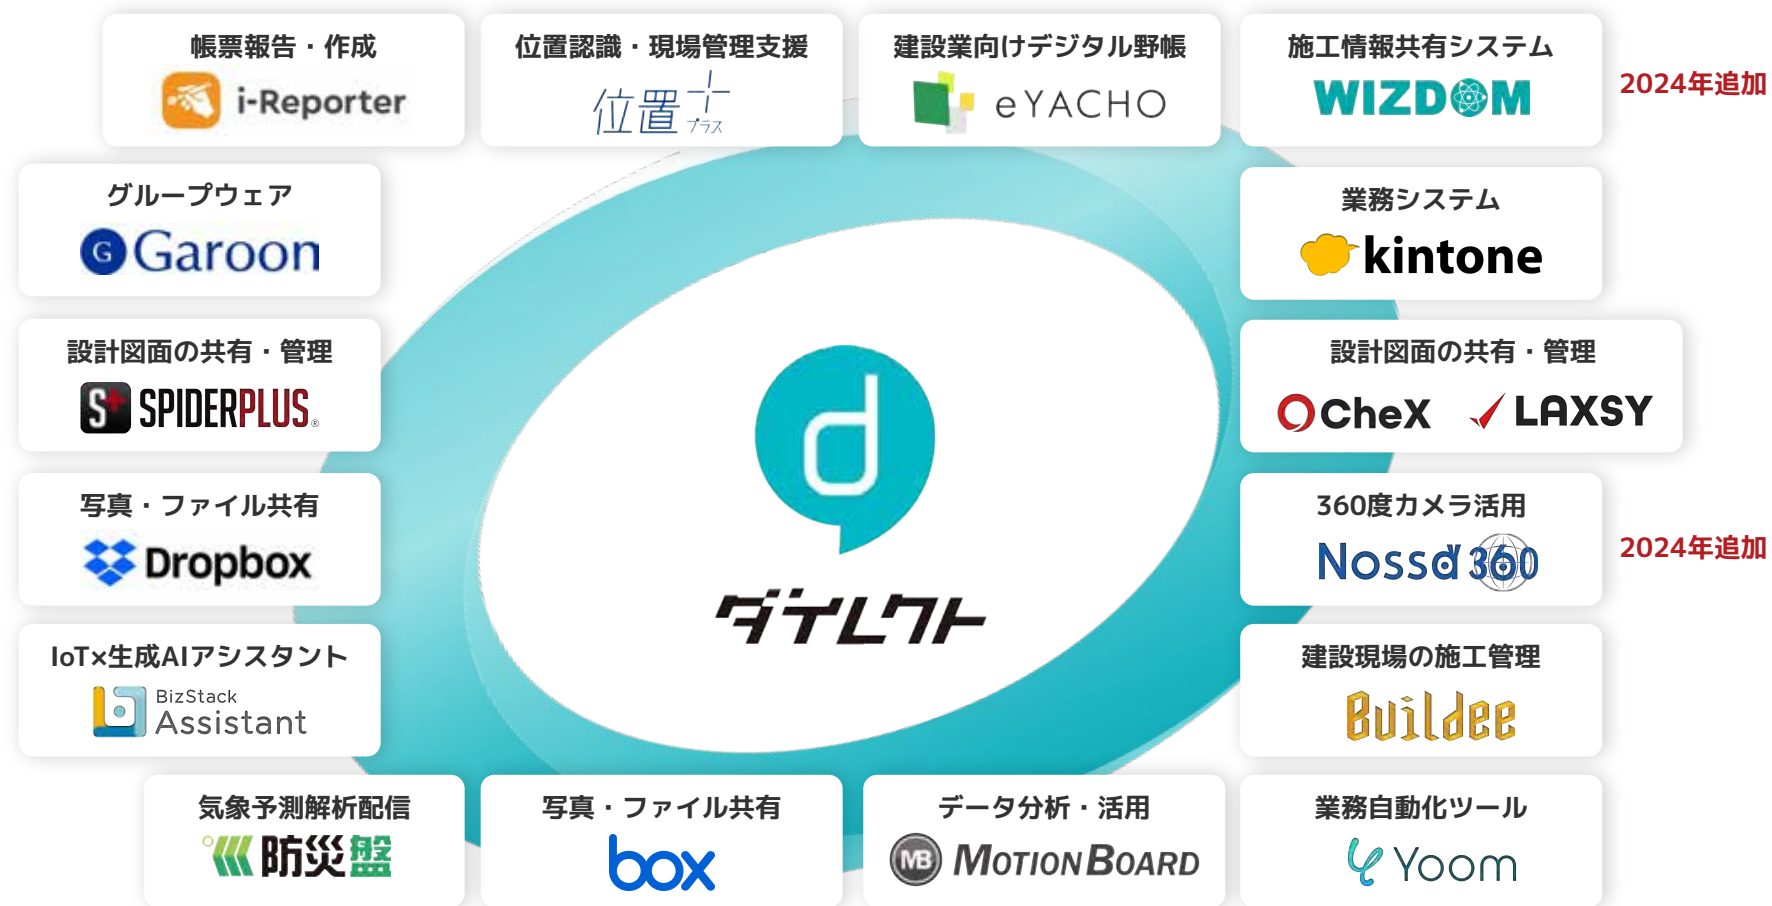 帳票報告・作成
i-Reporter
位置認識・現場管理支援
位置プラス
建設業向けデジタル野帳
eYACHO
施工情報共有システム
WIZDOM
2024年追加
グループウェア
G Garoon
業務システム
kintone
設計図面の共有・管理
S+ SPIDERPLUS®
設計図面の共有・管理
CheX LAXSY
d
ダイレクト
写真・ファイル共有
Dropbox
360度カメラ活用
Nossa 360
2024年追加
IoT×生成AIアシスタント
BizStack
Assistant
建設現場の施工管理
Buildee
気象予測解析配信
防災盤
写真・ファイル共有
box
データ分析・活用
MB MOTIONBOARD
業務自動化ツール
Yoom